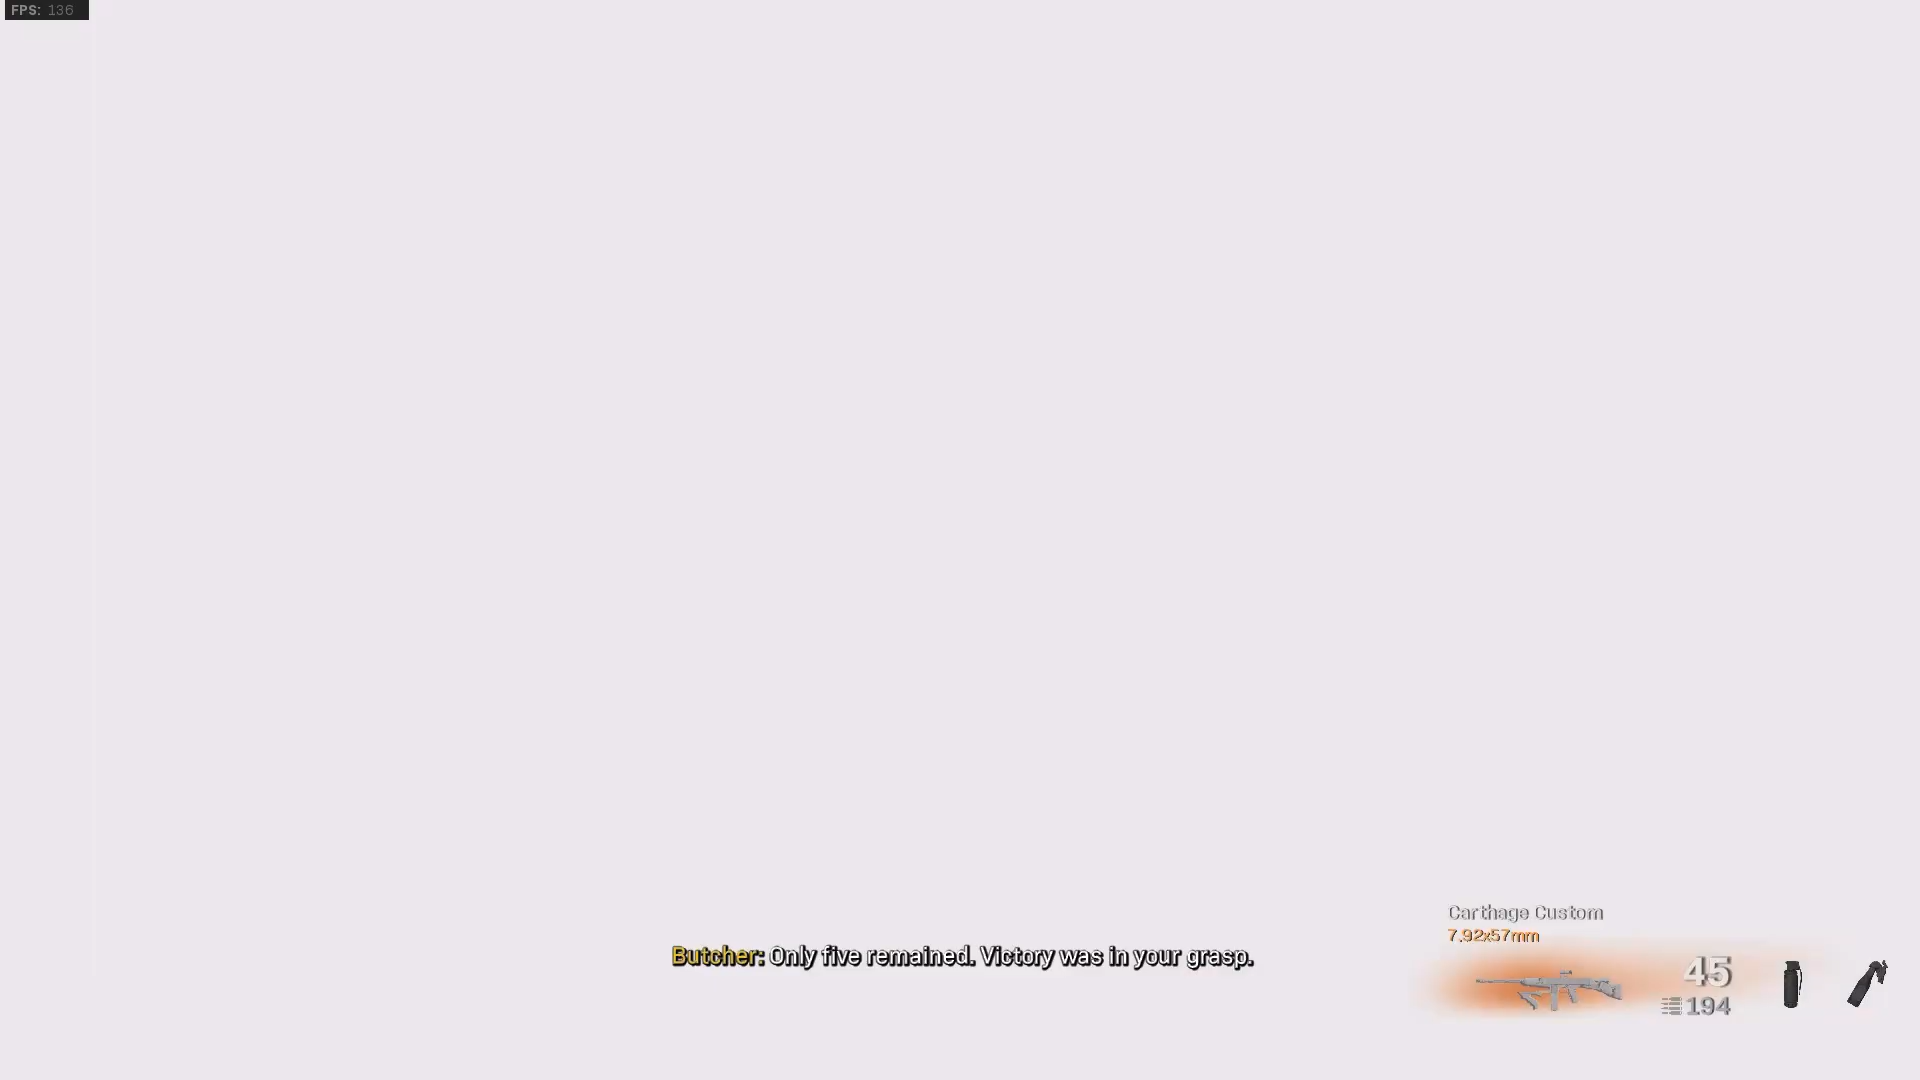 FPS: 136
Butcher: Only five remained. Victory was in your grasp.
Carthage Custom
7.92x57mm
45
194